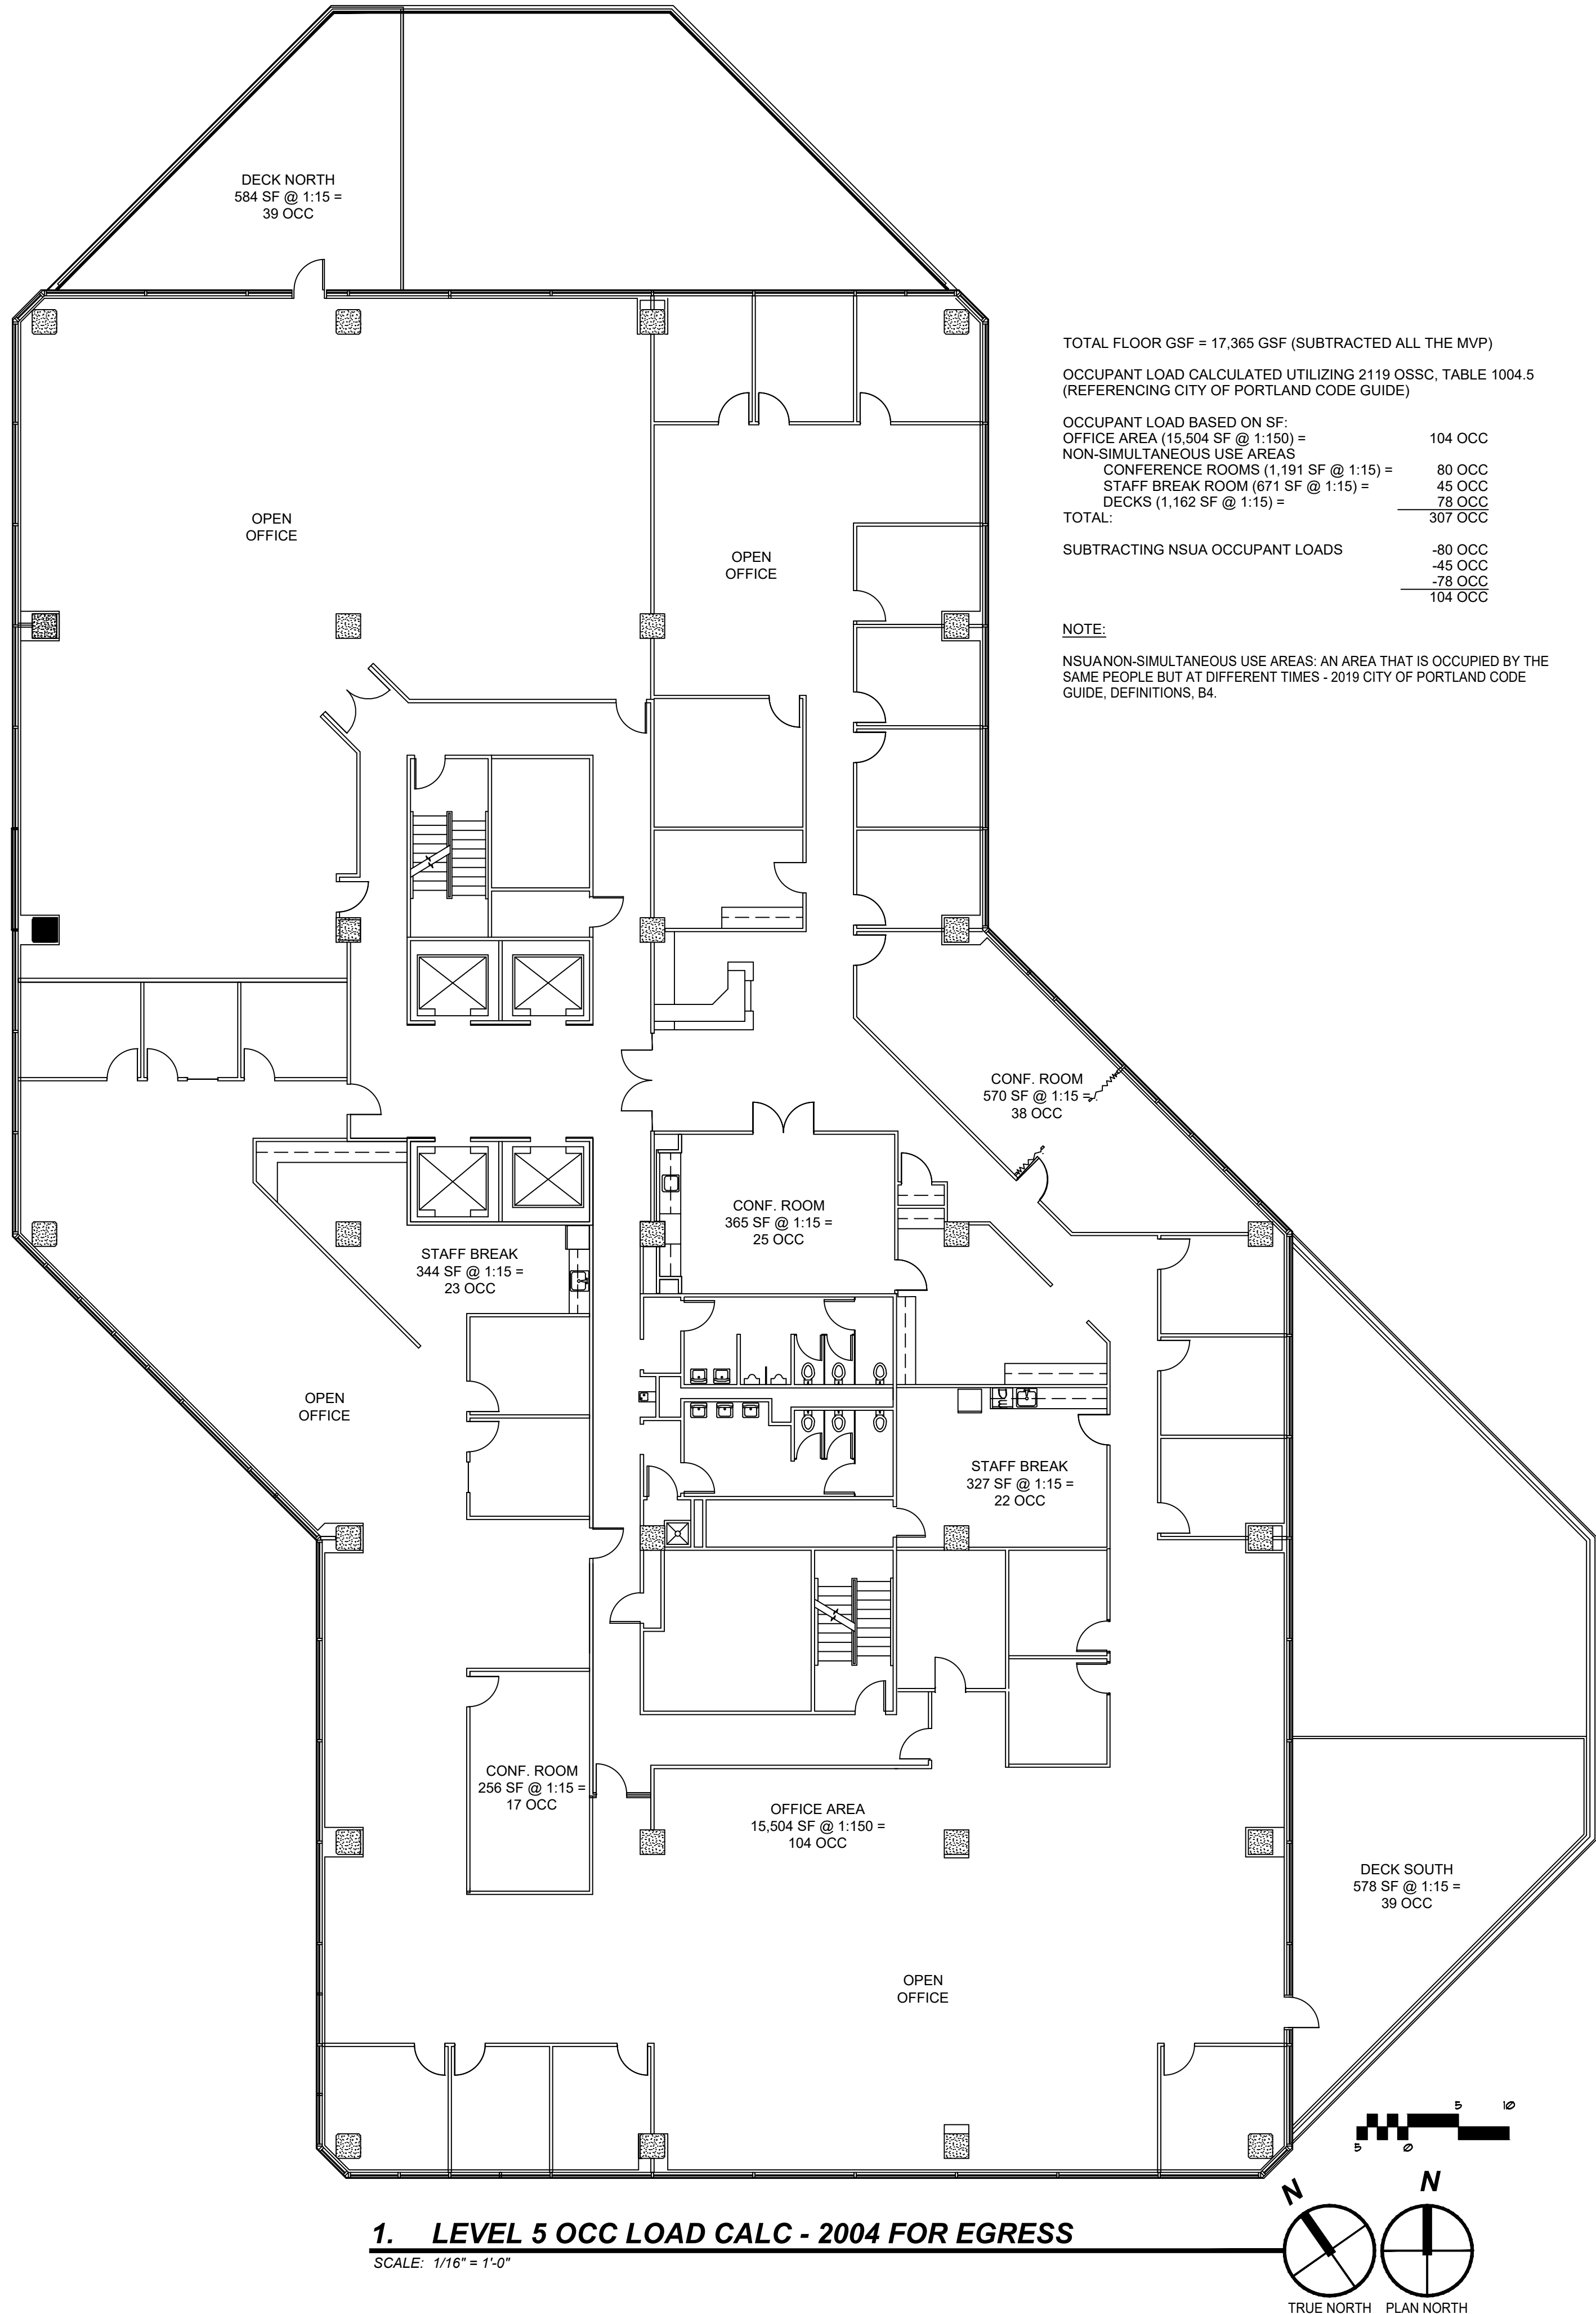 DECK NORTH
584 SF @ 1:15 =
39 OCC
TOTAL FLOOR GSF = 17,365 GSF (SUBTRACTED ALL THE MVP)
OCCUPANT LOAD CALCULATED UTILIZING 2119 OSSC, TABLE 1004.5
(REFERENCING CITY OF PORTLAND CODE GUIDE)
OCCUPANT LOAD BASED ON SF:
OFFICE AREA (15,504 SF @ 1:150) = 104 OCC
NON-SIMULTANEOUS USE AREAS
CONFERENCE ROOMS (1,191 SF @ 1:15) = 80 OCC
STAFF BREAK ROOM (671 SF @ 1:15) = 45 OCC
DECKS (1,162 SF @ 1:15) = 78 OCC
TOTAL: 307 OCC
SUBTRACTING NSUA OCCUPANT LOADS -80 OCC
-45 OCC
-78 OCC
104 OCC
NOTE:
NSUANON-SIMULTANEOUS USE AREAS: AN AREA THAT IS OCCUPIED BY THE
SAME PEOPLE BUT AT DIFFERENT TIMES - 2019 CITY OF PORTLAND CODE
GUIDE, DEFINITIONS, B4.
OPEN
OFFICE
OPEN
OFFICE
CONF. ROOM
570 SF @ 1:15 =
38 OCC
CONF. ROOM
365 SF @ 1:15 =
25 OCC
STAFF BREAK
344 SF @ 1:15 =
23 OCC
OPEN
OFFICE
STAFF BREAK
327 SF @ 1:15 =
22 OCC
CONF. ROOM
256 SF @ 1:15 =
17 OCC
OFFICE AREA
15,504 SF @ 1:150 =
104 OCC
DECK SOUTH
578 SF @ 1:15 =
39 OCC
OPEN
OFFICE
5 10
5 0
N N
1. LEVEL 5 OCC LOAD CALC - 2004 FOR EGRESS
SCALE: 1/16" = 1'-0"
TRUE NORTH PLAN NORTH